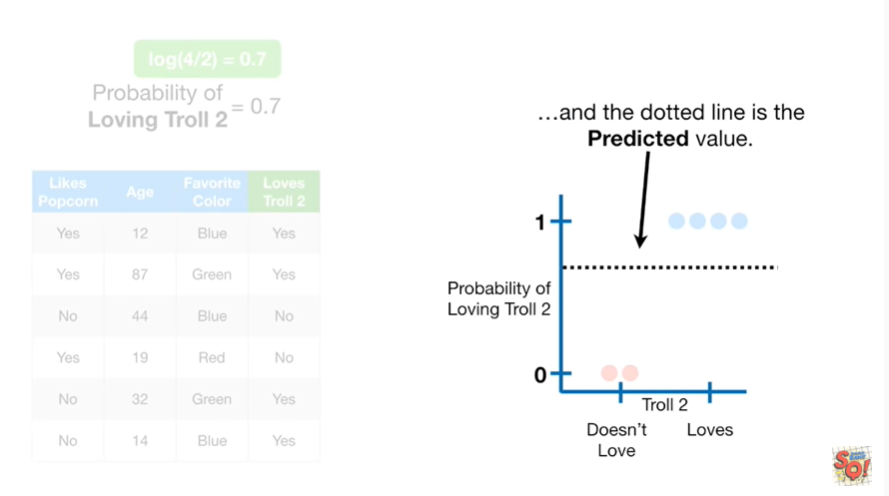 log(4/2) = 0.7
Probability of
Loving Troll 2
= 0.7
Likes Popcorn Age Favorite Color Loves Troll 2
Yes 12 Blue Yes
Yes 87 Green Yes
No 44 Blue No
Yes 19 Red No
No 32 Green Yes
No 14 Blue Yes
…and the dotted line is the
Predicted value.
1
Probability of
Loving Troll 2
0
Troll 2
Doesn't
Love
Loves
SQ!